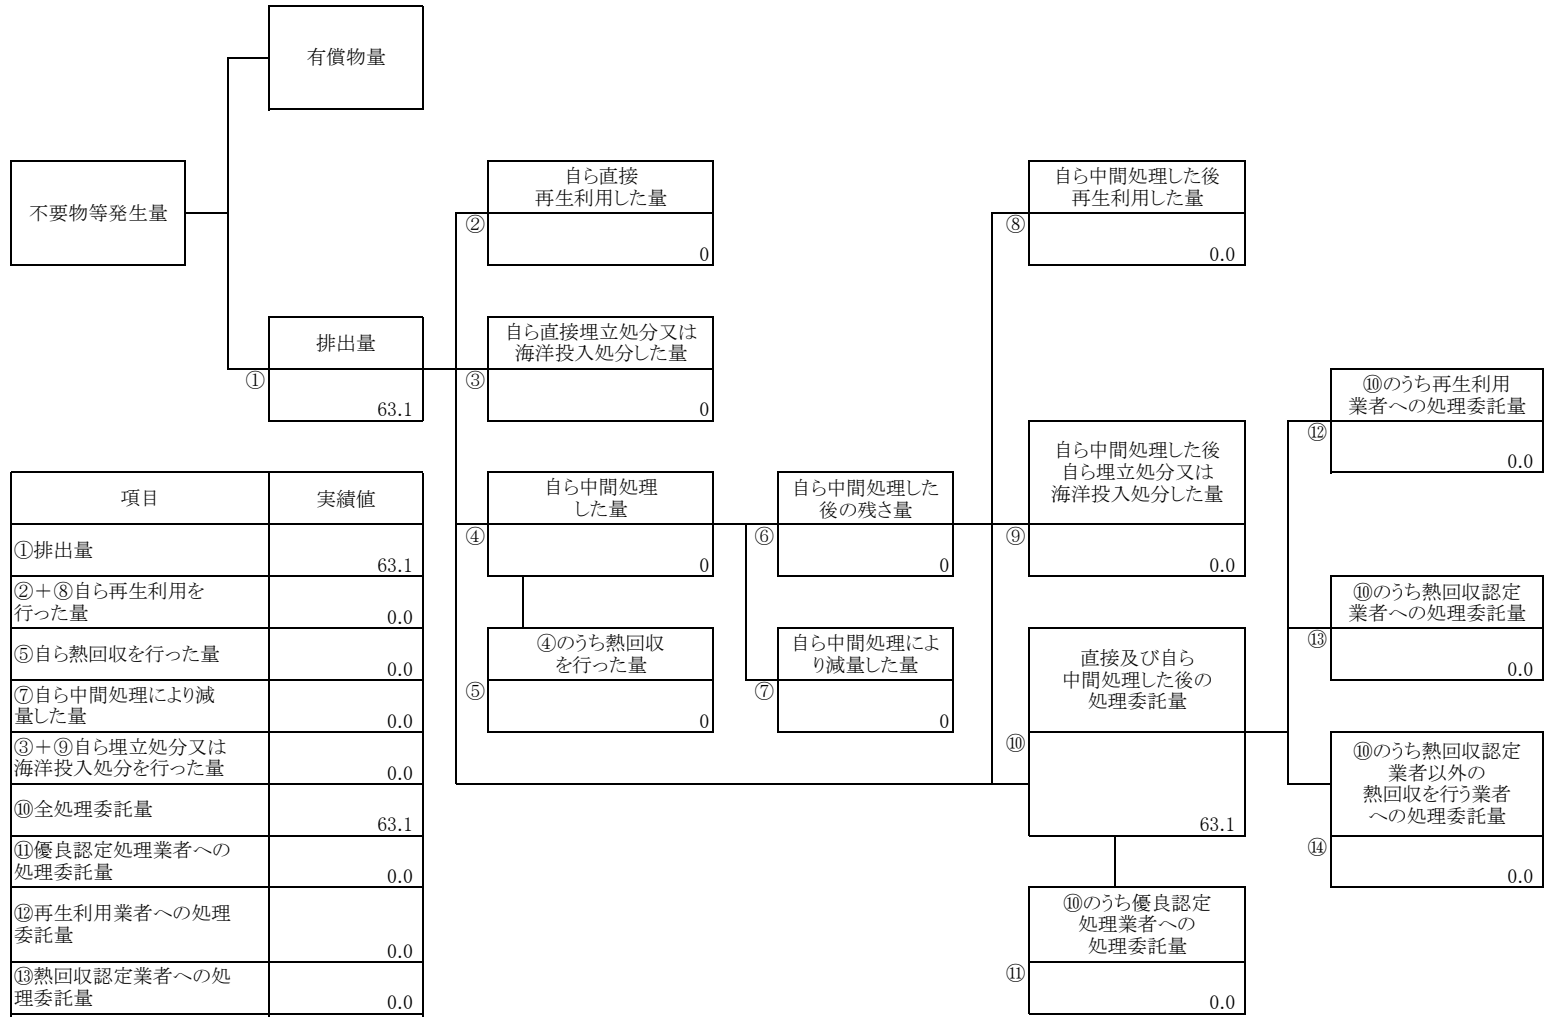 有償物量
不要物等発生量
自ら直接
再生利用した量
②
0
自ら中間処理した後
再生利用した量
⑧
0.0
排出量
①
63.1
自ら直接埋立処分又は
海洋投入処分した量
③
0
⑩のうち再生利用
業者への処理委託量
⑫
0.0
自ら中間処理した後
自ら埋立処分又は
海洋投入処分した量
⑨
0.0
自ら中間処理
した量
④
0
自ら中間処理した
後の残さ量
⑥
0
④のうち熱回収
を行った量
⑤
0
自ら中間処理によ
り減量した量
⑦
0
直接及び自ら
中間処理した後の
処理委託量
⑩
63.1
⑩のうち熱回収認定
業者への処理委託量
⑬
0.0
⑩のうち熱回収認定
業者以外の
熱回収を行う業者
への処理委託量
⑭
0.0
⑩のうち優良認定
処理業者への
処理委託量
⑪
0.0
項目
実績値
①排出量
63.1
②＋⑧自ら再生利用を
行った量
0.0
⑤自ら熱回収を行った量
0.0
⑦自ら中間処理により減
量した量
0.0
③＋⑨自ら埋立処分又は
海洋投入処分を行った量
0.0
⑩全処理委託量
63.1
⑪優良認定処理業者への
処理委託量
0.0
⑫再生利用業者への処理
委託量
0.0
⑬熱回収認定業者への処
理委託量
0.0